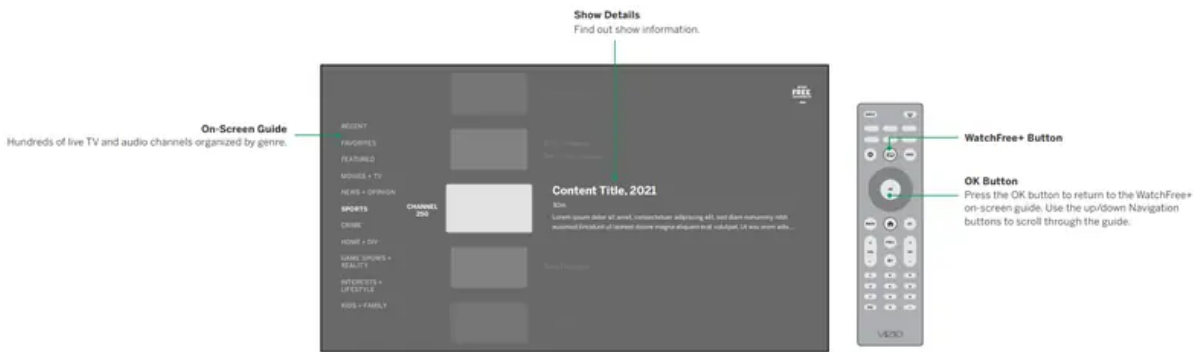 Show Details
Find out show information.
FREE
On-Screen Guide
Hundreds of live TV and audio channels organized by genre.
RECENT
FAVORITES
FEATURED
MOVIES + TV
NEWS + OPINION
SPORTS
CRIME
HOME + DIY
GAME SPORTS +
REALITY
INTERESTS +
LIFESTYLE
KIDS + FAMILY
CHANNEL
250
Content Title, 2021
30m
Lorem ipsum dolor sit amet, consectetuer adipiscing elit, sed diam nonummy nibh
euismod tincidunt ut laoreet dolore magna aliquam erat volutpat. Ut wisi enim
WatchFree+ Button
OK Button
Press the OK button to return to the WatchFree+
on-screen guide. Use the up/down Navigation
buttons to scroll through the guide.
VIZIO